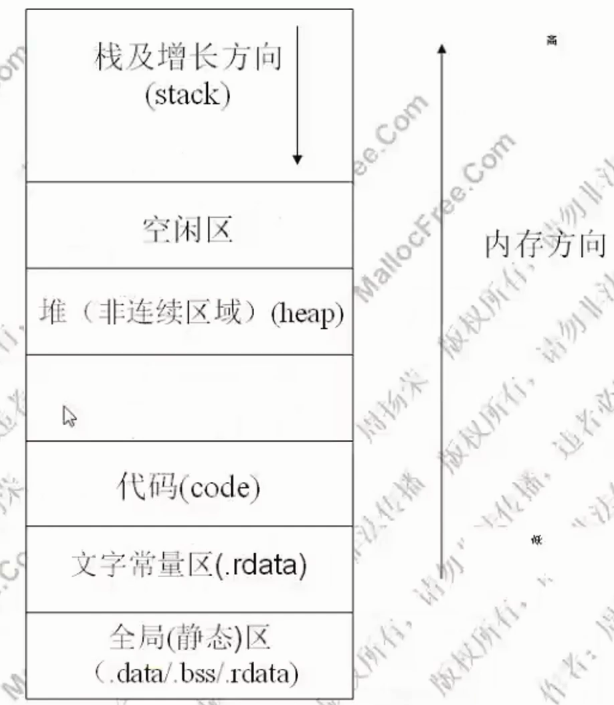 栈及增长方向
(stack)
空闲区
堆（非连续区域）(heap)
代码(code)
文字常量区(.rdata)
全局(静态)区
(.data/.bss/.rdata)
高
内存方向
低
MallocFree.Com
周扬荣 版权所有，请勿非法传播，违者必